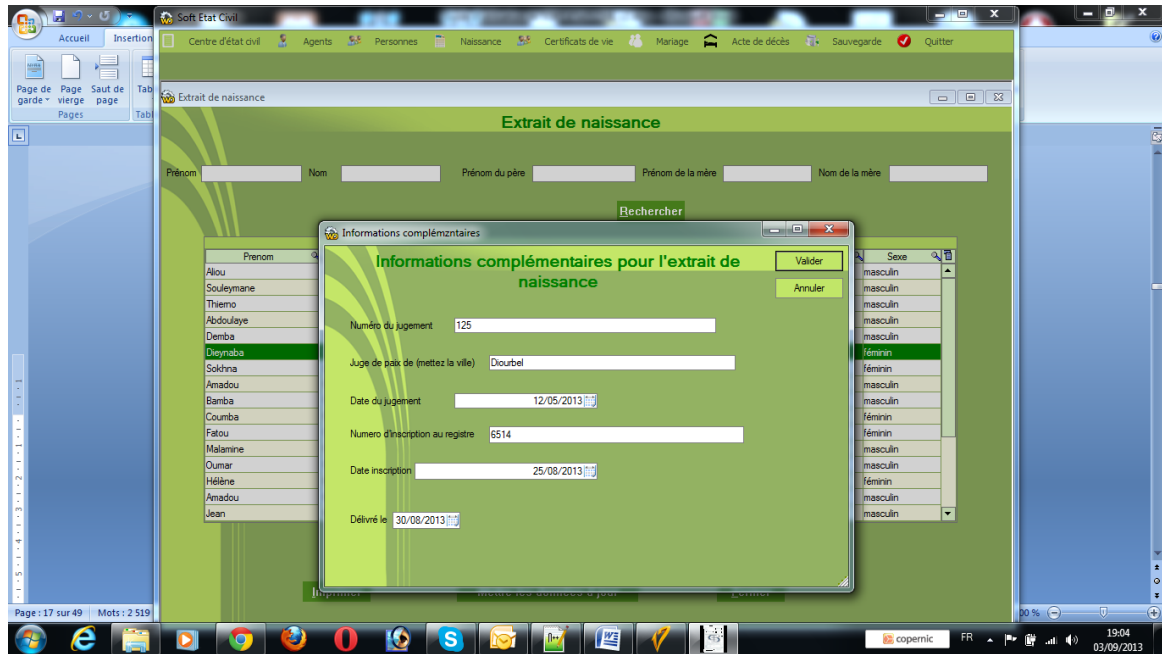 Soft Etat Civil
Accueil Insertion
Centre d'état civil Agents Personnes Naissance Certificats de vie Mariage Acte de décès Sauvegarde Quitter
Page de garde Page vierge Saut de page Tab
Pages Tabl
Extrait de naissance
Extrait de naissance
Prénom Nom Prénom du père Prénom de la mère Nom de la mère
Rechercher
Informations complémzntaires
Informations complémentaires pour l'extrait de
naissance
Valider
Annuler
Numéro du jugement 125
Juge de paix de (mettez la ville) Diourbel
Date du jugement 12/05/2013
Numero d'inscription au registre 6514
Date inscription 25/08/2013
Délivré le 30/08/2013
Prenom Sexe
Aliou masculin
Souleymane masculin
Thierno masculin
Abdoulaye masculin
Demba masculin
Dieynaba féminin
Sokhna féminin
Amadou masculin
Bamba masculin
Coumba féminin
Fatou féminin
Malamine masculin
Oumar masculin
Hélène féminin
Amadou masculin
Jean masculin
Imprimer Mettre les données à jour Fermer
Page : 17 sur 49 Mots : 2 519
00 %
copernic FR 19:04
03/09/2013